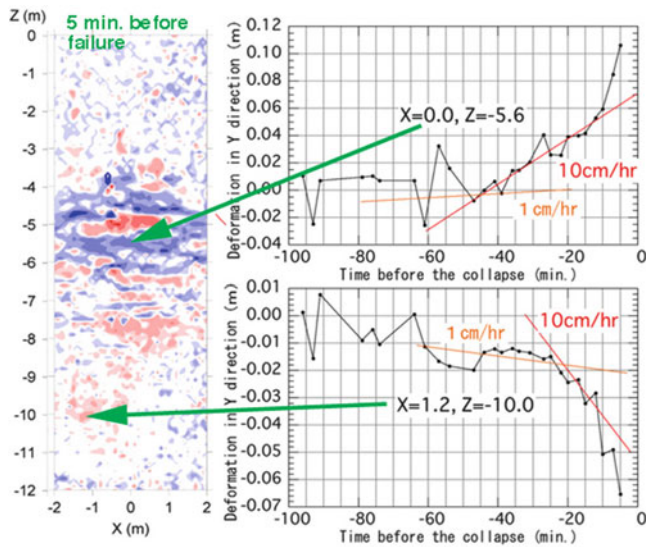 Z (m)
5 min. before
failure
0
-1
-2
-3
-4
-5
-6
-7
-8
-9
-10
-11
-12
-2 -1 0 1 2
X (m)
Deformation in Y direction (m)
0.12
0.10
0.08
0.06
0.04
0.02
0.00
-0.02
0.04
X=0.0, Z=-5.6
10cm/hr
1 cm/hr
-100 -80 -60 -40 -20 0
Time before the collapse (min.)
Deformation in Y direction (m)
0.01
0.00
-0.01
-0.02
-0.03
-0.04
-0.05
-0.06
-0.07
1 cm/hr
10cm/hr
X=1.2, Z=-10.0
-100 -80 -60 -40 -20 0
Time before the collapse (min.)